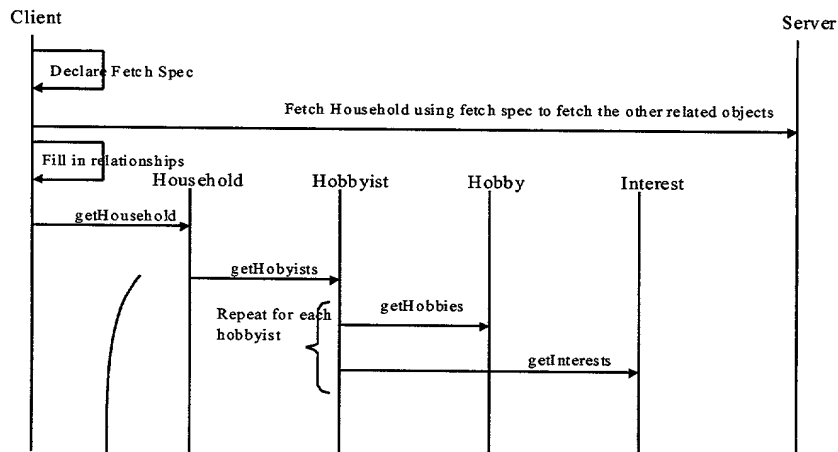 Client
Server
Declare Fetch Spec
Fetch Household using fetch spec to fetch the other related objects
Fill in relationships
Household
Hobbyist
Hobby
Interest
getHousehold
getHobyists
Repeat for each
hobbyist
getHobbies
getInterests